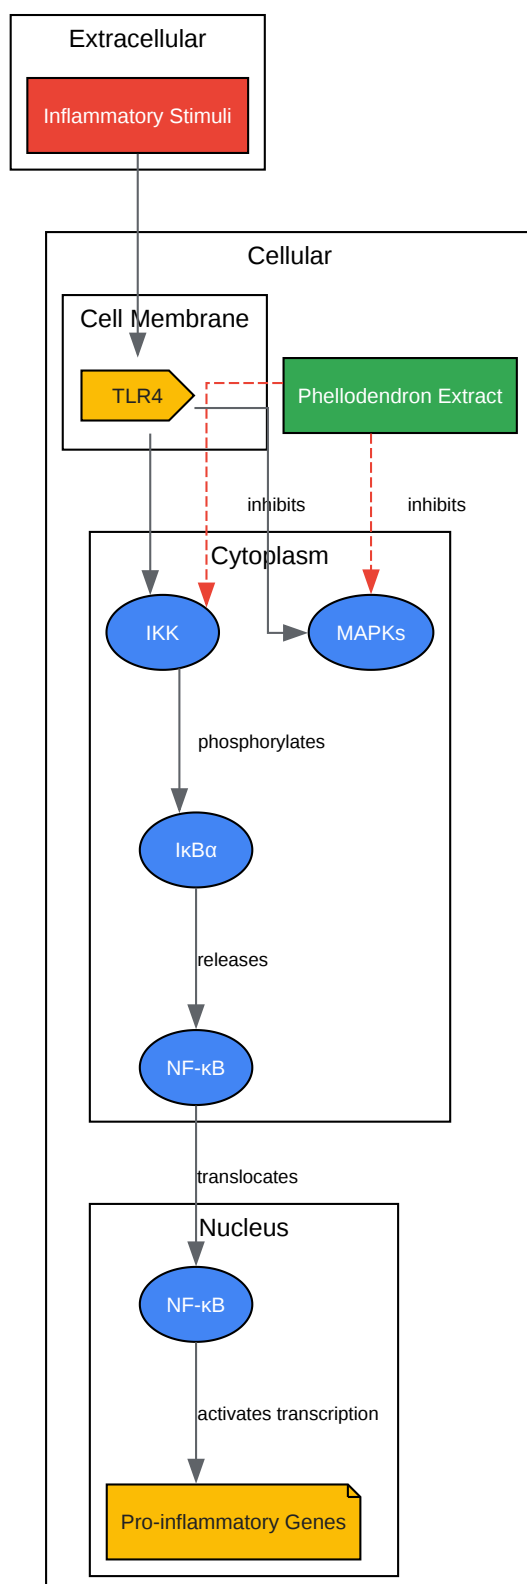 Extracellular
Inflammatory Stimuli
Cellular
Cell Membrane
TLR4
Phellodendron Extract
inhibits
inhibits
Cytoplasm
IKK
MAPKs
phosphorylates
IκBα
releases
NF-κB
translocates
Nucleus
NF-κB
activates transcription
Pro-inflammatory Genes